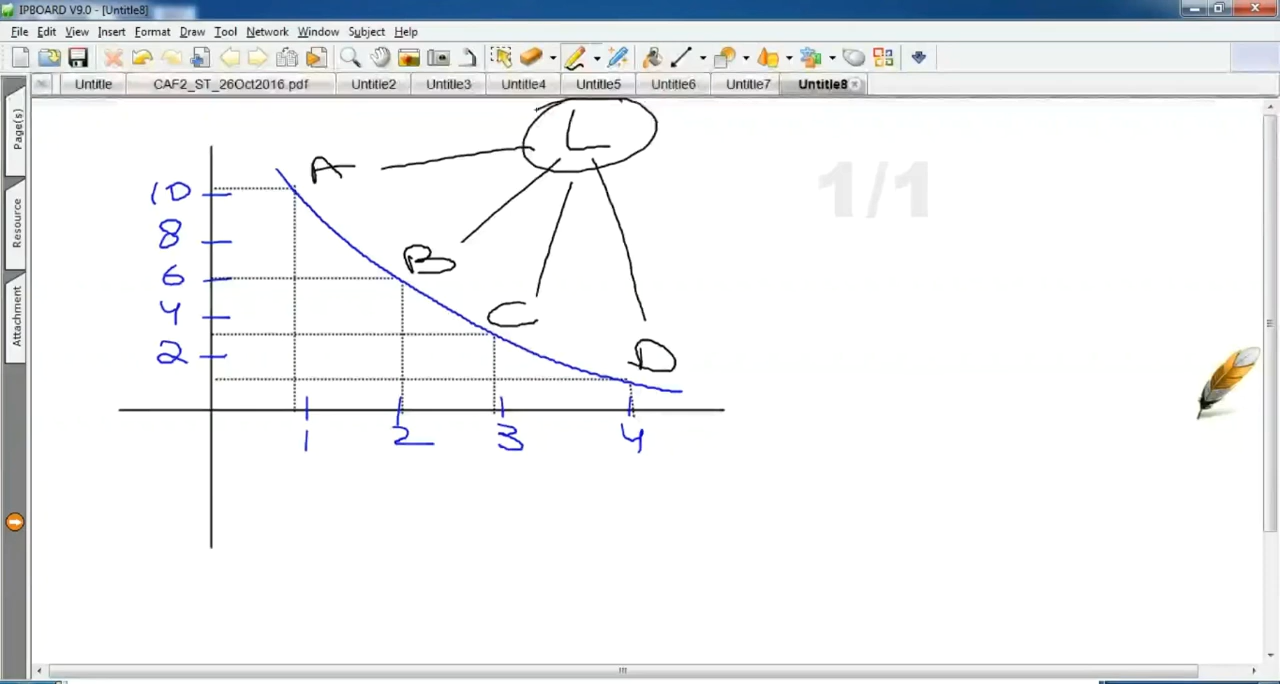 IPBOARD V9.0 - [Untitle8]
File Edit View Insert Format Draw Tool Network Window Subject Help
Untitle CAF2_ST_26Oct2016.pdf Untitle2 Untitle3 Untitle4 Untitle5 Untitle6 Untitle7 Untitle8
Page(s)
Resource
Attachment
1/1
L
A
B
C
D
10
8
6
4
2
1 2 3 4